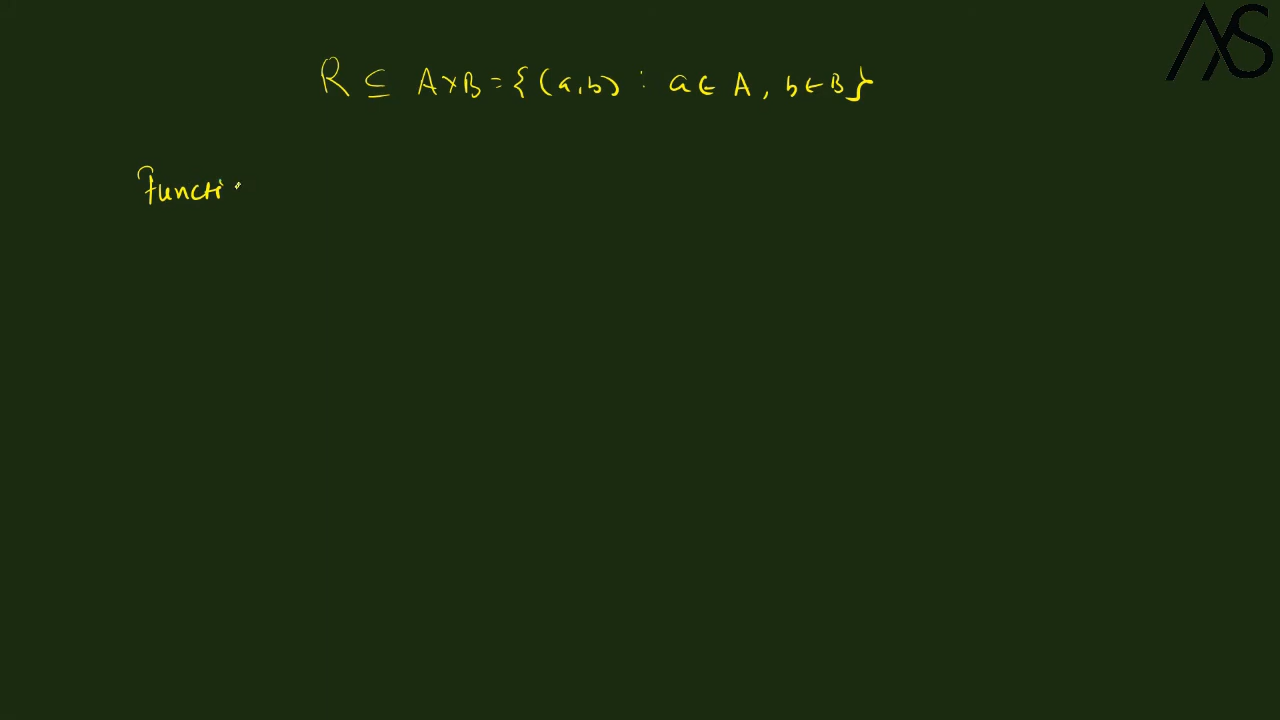 R ⊆ A×B = {(a,b) : a ∈ A, b ∈ B}
Functi